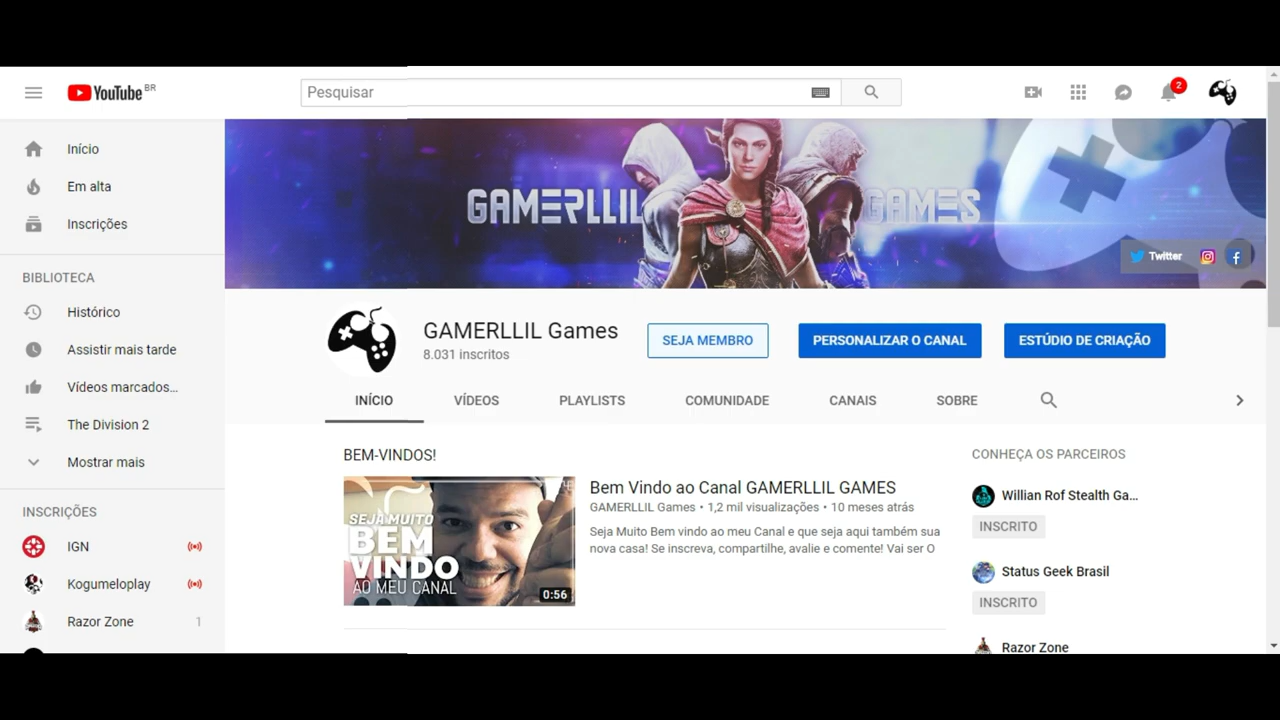 YouTube BR
Pesquisar
2
Início
Em alta
Inscrições
BIBLIOTECA
Histórico
Assistir mais tarde
Vídeos marcados...
The Division 2
Mostrar mais
INSCRIÇÕES
IGN
Kogumeloplay
Razor Zone 1
GAMERLLIL GAMES
Twitter
GAMERLLIL Games
8.031 inscritos
SEJA MEMBRO
PERSONALIZAR O CANAL
ESTÚDIO DE CRIAÇÃO
INÍCIO VÍDEOS PLAYLISTS COMUNIDADE CANAIS SOBRE
BEM-VINDOS!
SEJA MUITO
BEM
VINDO
AO MEU CANAL
0:56
Bem Vindo ao Canal GAMERLLIL GAMES
GAMERLLIL Games • 1,2 mil visualizações • 10 meses atrás
Seja Muito Bem vindo ao meu Canal e que seja aqui também sua
nova casa! Se inscreva, compartilhe, avalie e comente! Vai ser O
CONHEÇA OS PARCEIROS
Willian Rof Stealth Ga...
INSCRITO
Status Geek Brasil
INSCRITO
Razor Zone